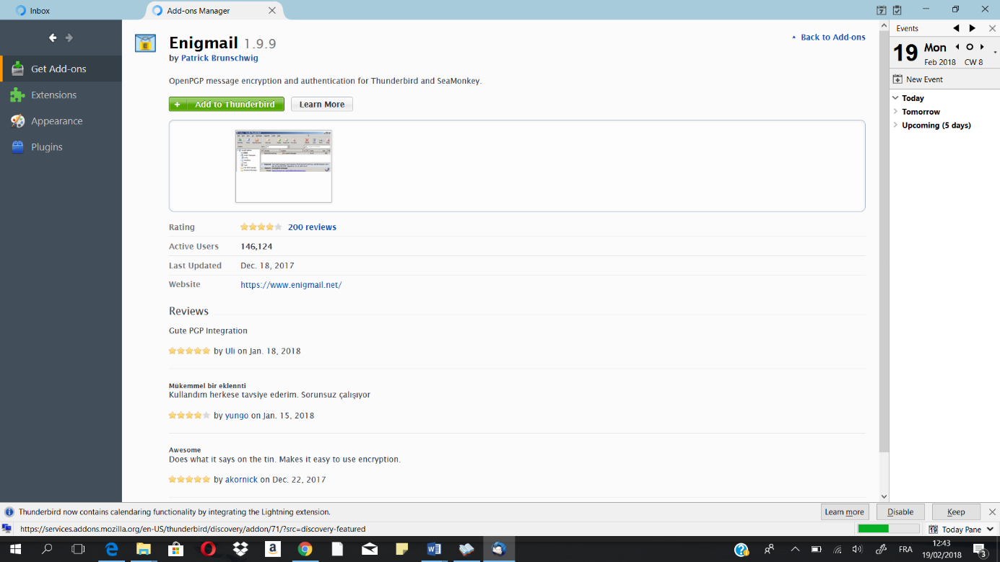 Inbox
Add-ons Manager
Get Add-ons
Extensions
Appearance
Plugins
Enigmail 1.9.9
by Patrick Brunschwig
Back to Add-ons
OpenPGP message encryption and authentication for Thunderbird and SeaMonkey.
+ Add to Thunderbird
Learn More
Rating 200 reviews
Active Users 146,124
Last Updated Dec. 18, 2017
Website https://www.enigmail.net/
Reviews
Gute PGP Integration
by Uli on Jan. 18, 2018
Mükemmel bir eklennti
Kullandım herkese tavsiye ederim. Sorunsuz çalışıyor
by yungo on Jan. 15, 2018
Awesome
Does what it says on the tin. Makes it easy to use encryption.
by akornick on Dec. 22, 2017
Events
19 Mon
Feb 2018 CW 8
New Event
Today
Tomorrow
Upcoming (5 days)
Thunderbird now contains calendaring functionality by integrating the Lightning extension.
Learn more
Disable
Keep
https://services.addons.mozilla.org/en-US/thunderbird/discovery/addon/71/?src=discovery-featured
19 Today Pane
FRA
12:43
19/02/2018
3